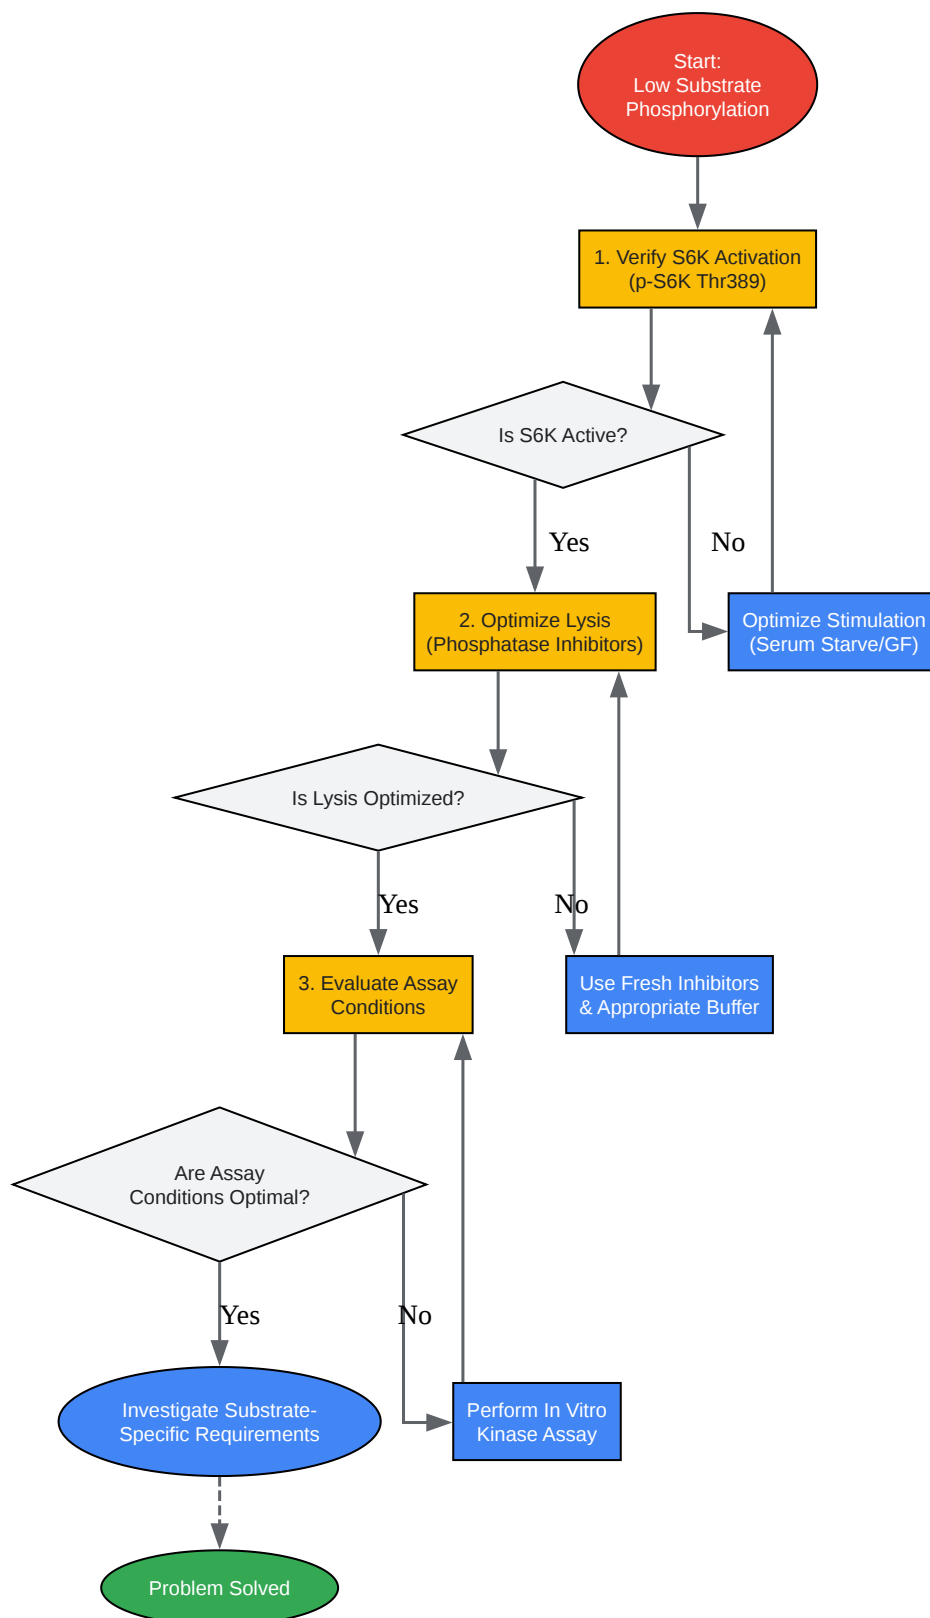 Start:
Low Substrate
Phosphorylation
1. Verify S6K Activation
(p-S6K Thr389)
Is S6K Active?
Yes
No
2. Optimize Lysis
(Phosphatase Inhibitors)
Optimize Stimulation
(Serum Starve/GF)
Is Lysis Optimized?
Yes
No
3. Evaluate Assay
Conditions
Use Fresh Inhibitors
& Appropriate Buffer
Are Assay
Conditions Optimal?
Yes
No
Investigate Substrate-
Specific Requirements
Perform In Vitro
Kinase Assay
Problem Solved